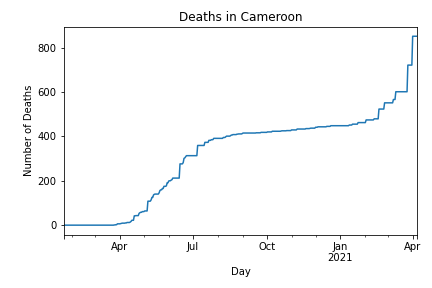 Deaths in Cameroon
Number of Deaths
800
600
400
200
0
Apr
Jul
Oct
Jan
2021
Apr
Day